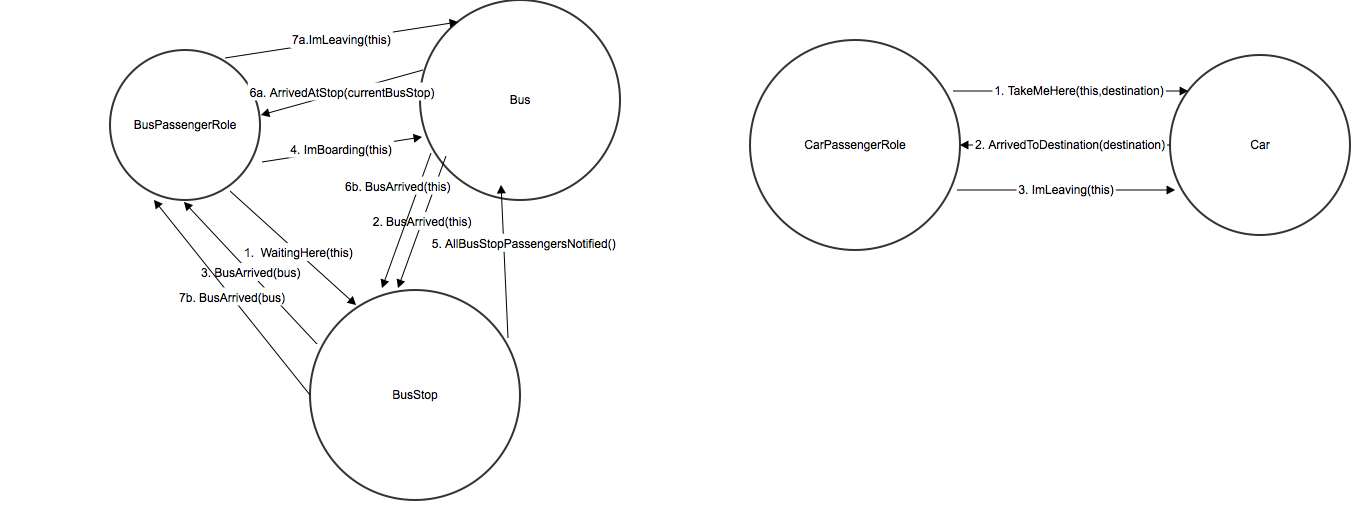 7a.ImLeaving(this)
6a. ArrivedAtStop(currentBusStop)
Bus
BusPassengerRole
4. ImBoarding(this)
6b. BusArrived(this)
2. BusArrived(this)
5. AllBusStopPassengersNotified()
1.  WaitingHere(this)
3. BusArrived(bus)
7b. BusArrived(bus)
BusStop
1. TakeMeHere(this,destination)
CarPassengerRole
2. ArrivedToDestination(destination)
Car
3. ImLeaving(this)